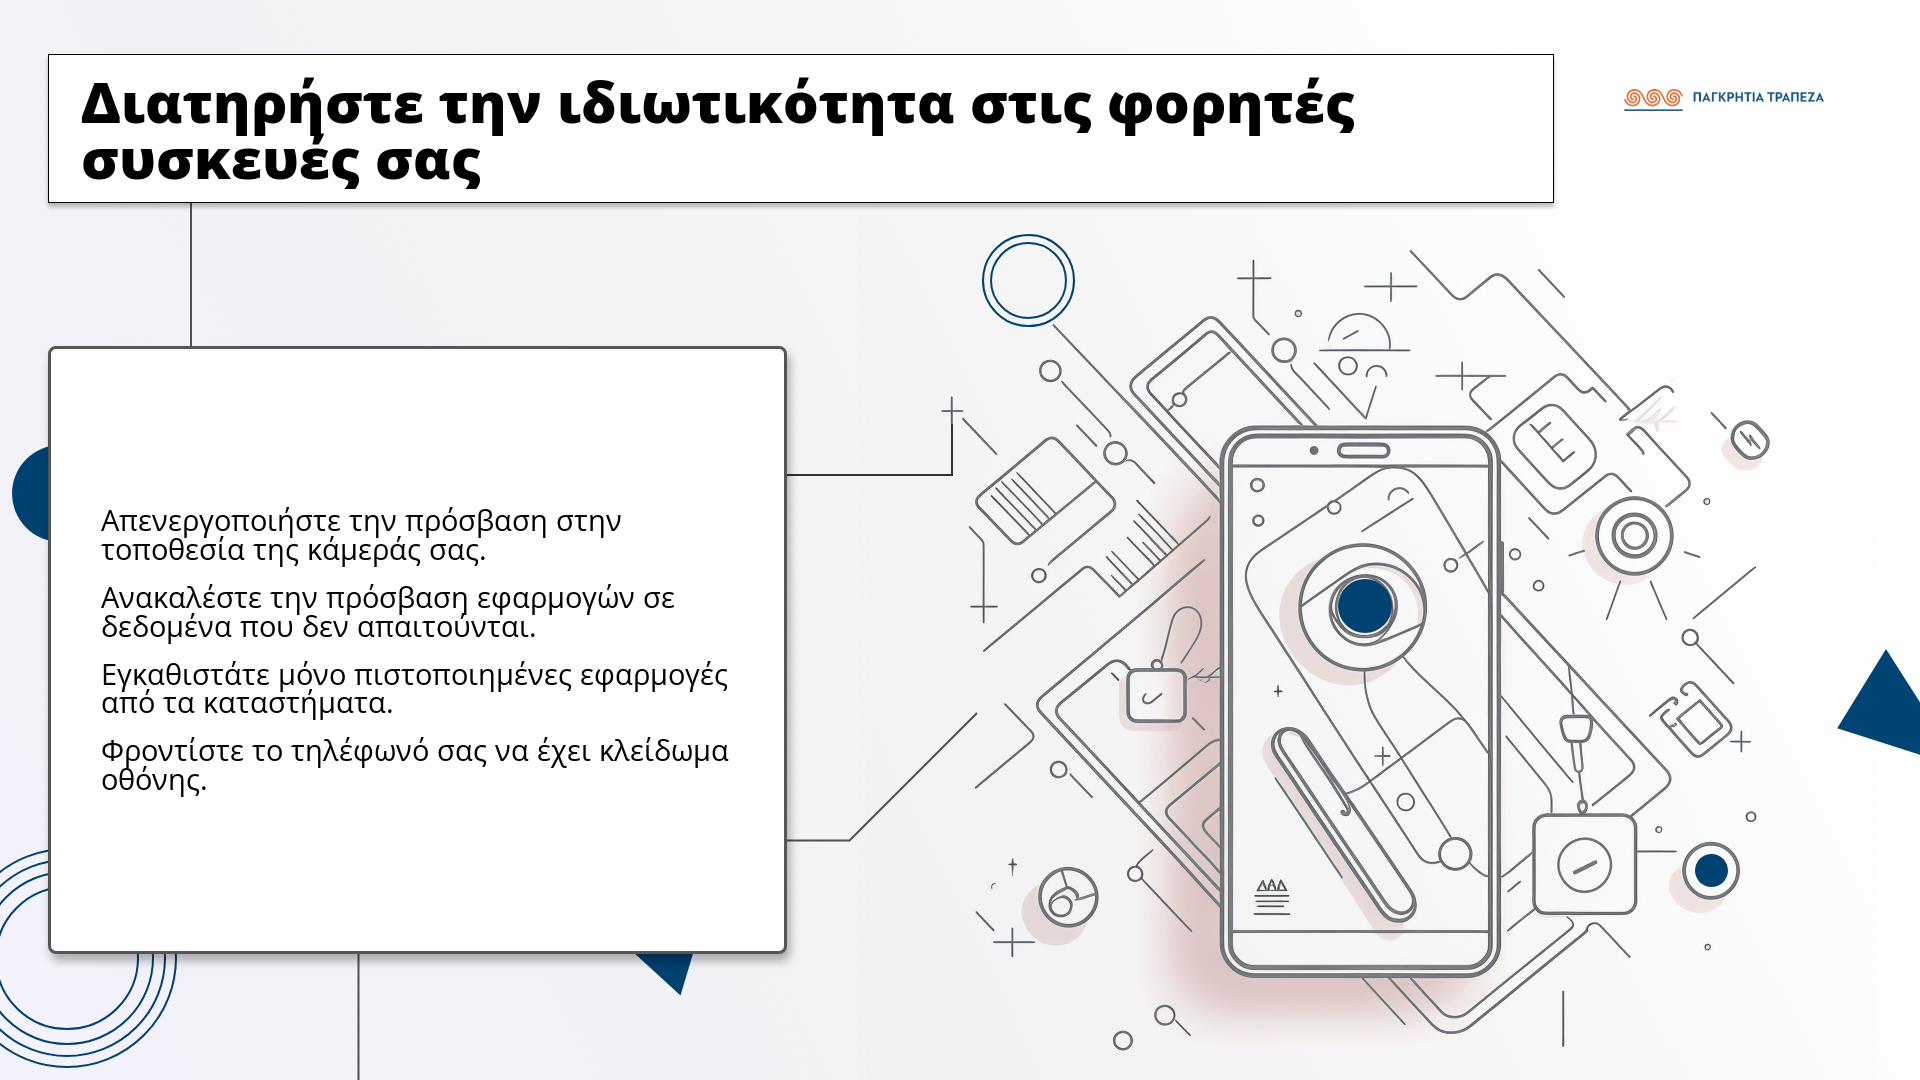 Διατηρήστε την ιδιωτικότητα στις φορητές
συσκευές σας
ΠΑΓΚΡΗΤΙΑ ΤΡΑΠΕΖΑ
Απενεργοποιήστε την πρόσβαση στην
τοποθεσία της κάμεράς σας.
Ανακαλέστε την πρόσβαση εφαρμογών σε
δεδομένα που δεν απαιτούνται.
Εγκαθιστάτε μόνο πιστοποιημένες εφαρμογές
από τα καταστήματα.
Φροντίστε το τηλέφωνό σας να έχει κλείδωμα
οθόνης.